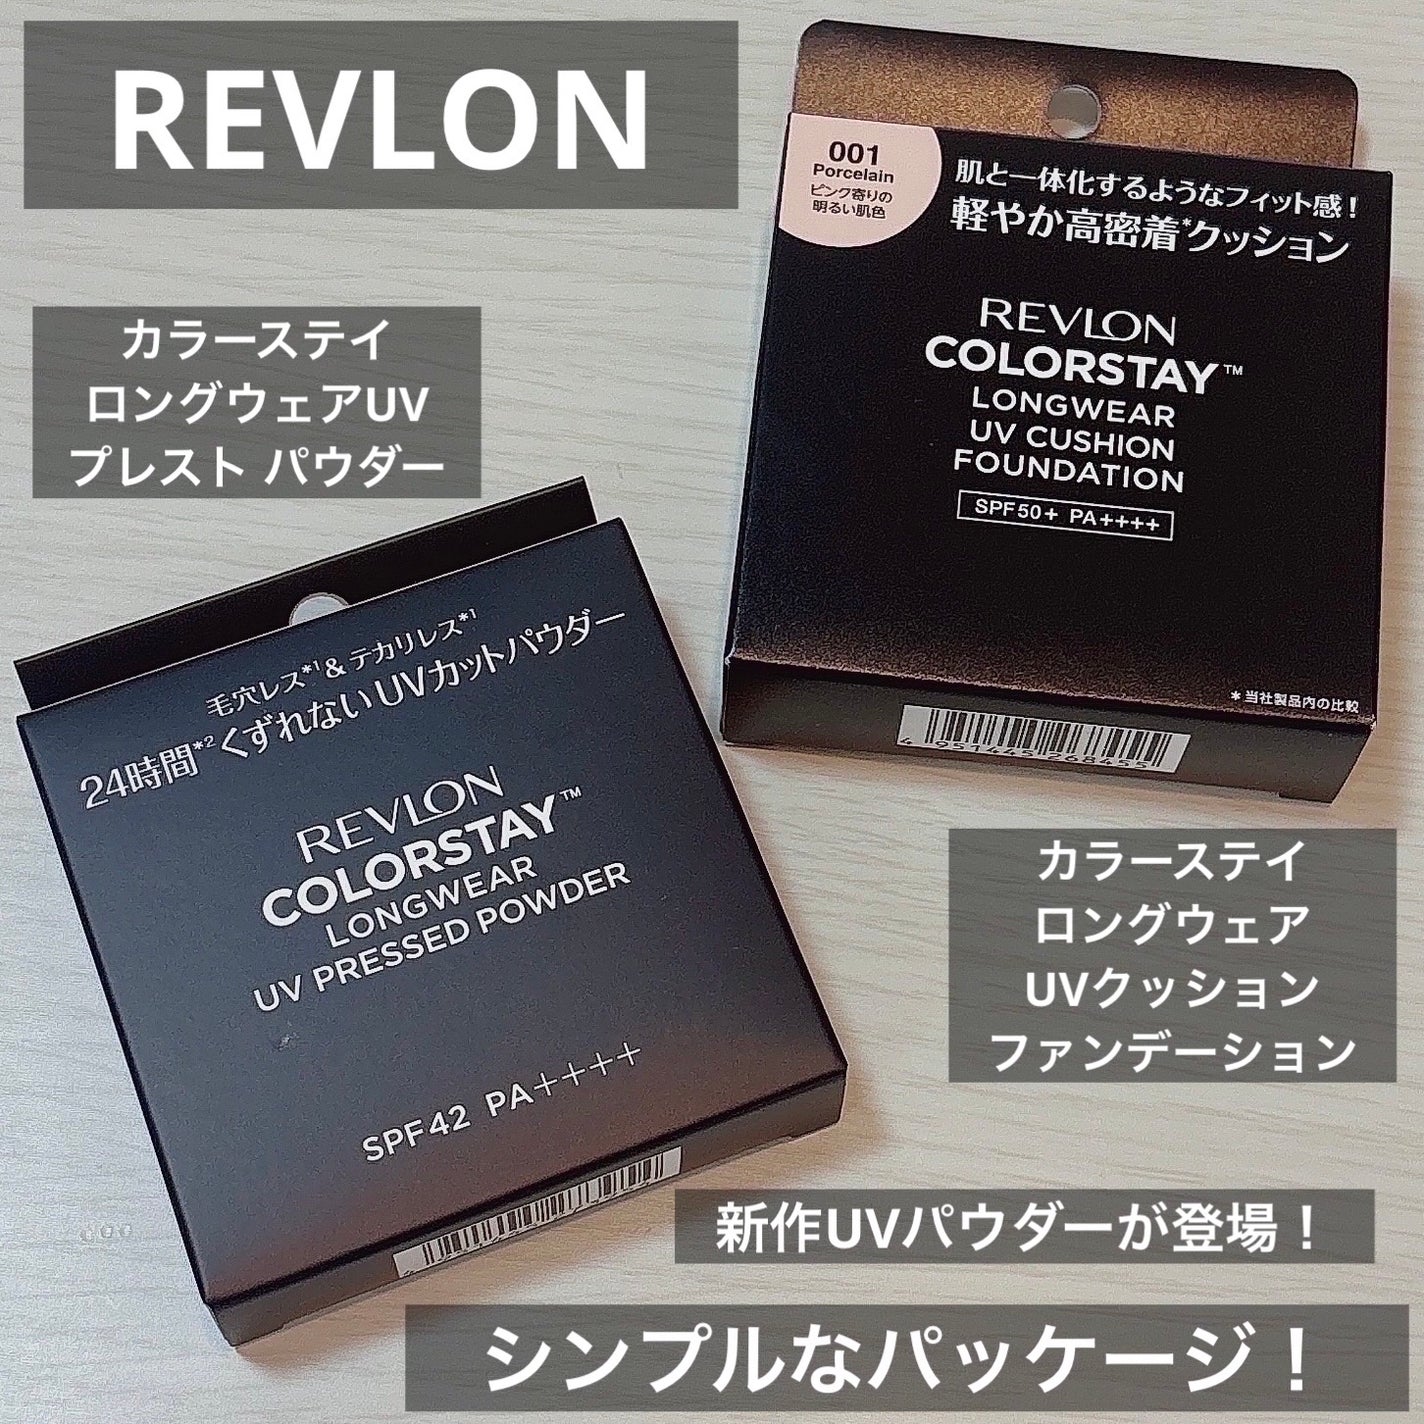 REVLON
カラーステイ
ロングウェアUV
プレスト パウダー
001
Porcelain
ピンク寄りの
明るい肌色
肌と一体化するようなフィット感!
軽やか高密着*クッション
REVLON
COLORSTAY™
LONGWEAR
UV CUSHION
FOUNDATION
SPF50+ PA++++
*当社製品内の比較
4 951445 268455
毛穴レス*1&テカリレス*1
24時間*2くずれないUVカットパウダー
REVLON
COLORSTAY™
LONGWEAR
UV PRESSED POWDER
SPF42 PA++++
カラーステイ
ロングウェア
UVクッション
ファンデーション
新作UVパウダーが登場！
シンプルなパッケージ！